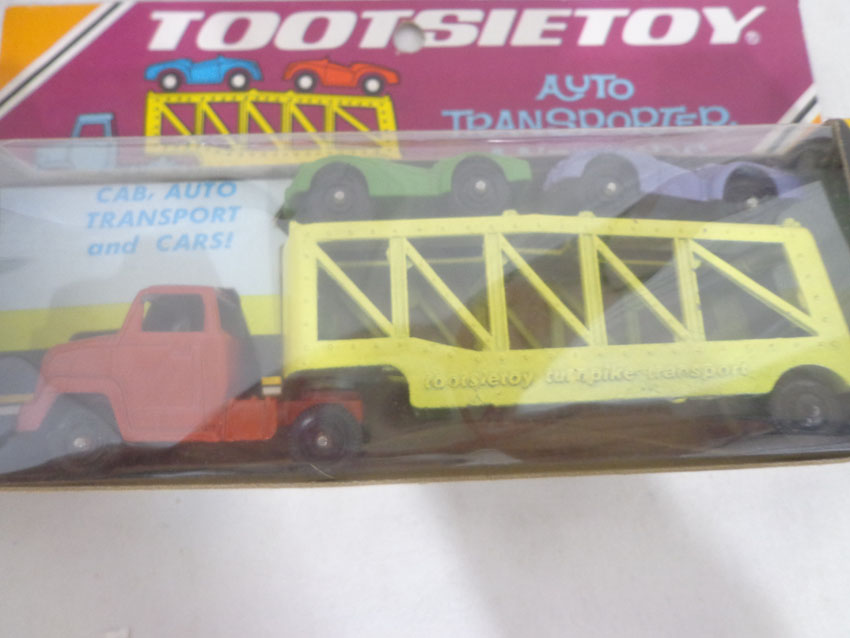 TOOTSIETOY®
AUTO
TRANSPORTER
CAB, AUTO
TRANSPORT
and CARS!
tootsietoy turnpike transport